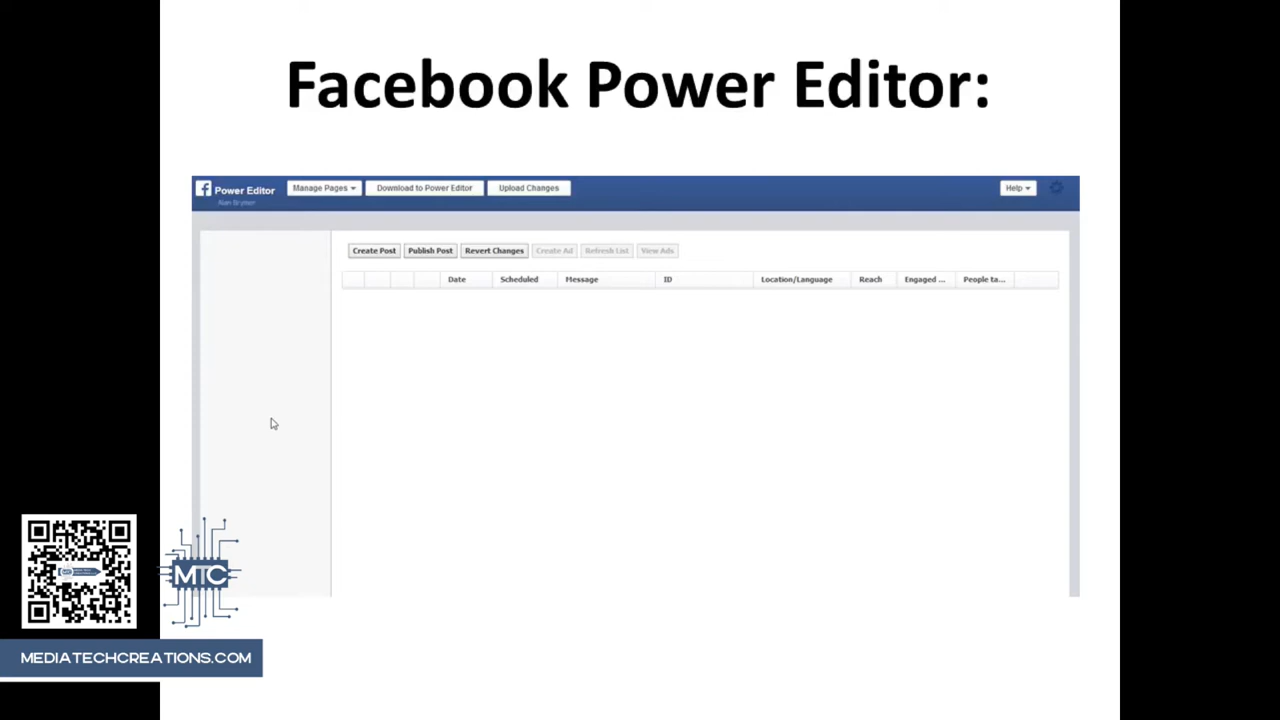 Facebook Power Editor:
f Power Editor Manage Pages Download to Power Editor Upload Changes Help
Create Post Publish Post Revert Changes Create Ad Refresh List View Ads
Date Scheduled Message ID Location/Language Reach Engaged ... People ta...
MTC
MEDIATECHCREATIONS.COM